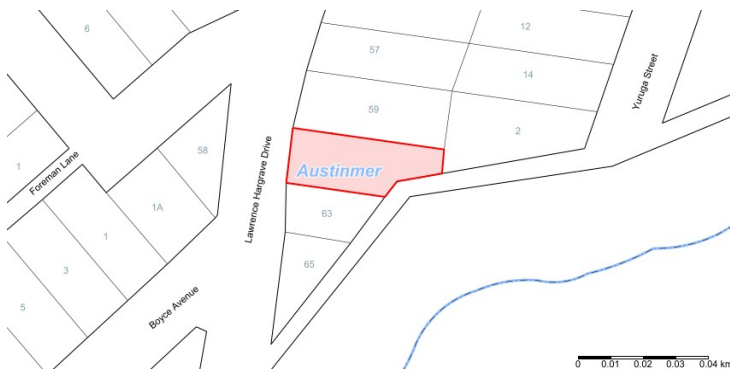 6
12
57
14
Yuruga Street
59
2
58
1
Foreman Lane
Austinmer
Lawrence Hargrave Drive
1A
63
1
3
65
5
Boyce Avenue
0 0.01 0.02 0.03 0.04 km